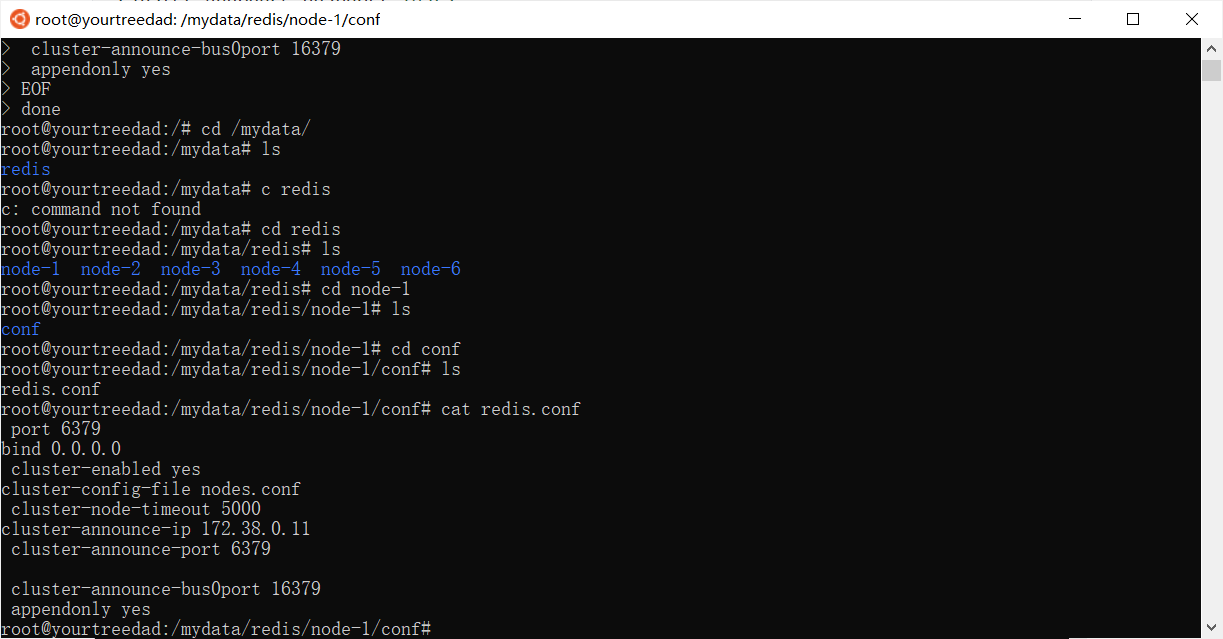 root@yourtreedad: /mydata/redis/node-1/conf
>  cluster-announce-bus0port 16379
>  appendonly yes
> EOF
> done
root@yourtreedad:/# cd /mydata/
root@yourtreedad:/mydata# ls
redis
root@yourtreedad:/mydata# c redis
c: command not found
root@yourtreedad:/mydata# cd redis
root@yourtreedad:/mydata/redis# ls
node-1  node-2  node-3  node-4  node-5  node-6
root@yourtreedad:/mydata/redis# cd node-1
root@yourtreedad:/mydata/redis/node-1# ls
conf
root@yourtreedad:/mydata/redis/node-1# cd conf
root@yourtreedad:/mydata/redis/node-1/conf# ls
redis.conf
root@yourtreedad:/mydata/redis/node-1/conf# cat redis.conf
 port 6379
bind 0.0.0.0
 cluster-enabled yes
cluster-config-file nodes.conf
 cluster-node-timeout 5000
cluster-announce-ip 172.38.0.11
 cluster-announce-port 6379

 cluster-announce-bus0port 16379
 appendonly yes
root@yourtreedad:/mydata/redis/node-1/conf#